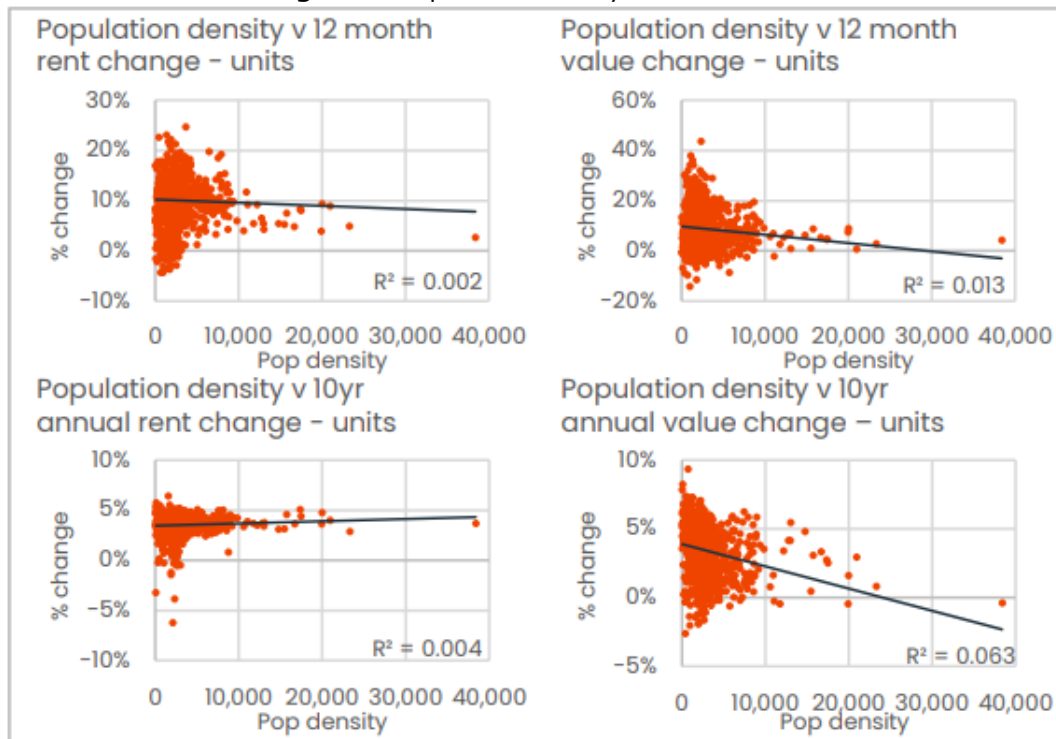 Population density v 12 month
rent change - units
30%
20%
10%
0%
-10%
% change
R² = 0.002
0 10,000 20,000 30,000 40,000
Pop density
Population density v 12 month
value change - units
60%
40%
20%
0%
-20%
% change
R² = 0.013
0 10,000 20,000 30,000 40,000
Pop density
Population density v 10yr
annual rent change - units
10%
5%
0%
-5%
-10%
% change
R² = 0.004
0 10,000 20,000 30,000 40,000
Pop density
Population density v 10yr
annual value change – units
10%
5%
0%
-5%
% change
R² = 0.063
0 10,000 20,000 30,000 40,000
Pop density